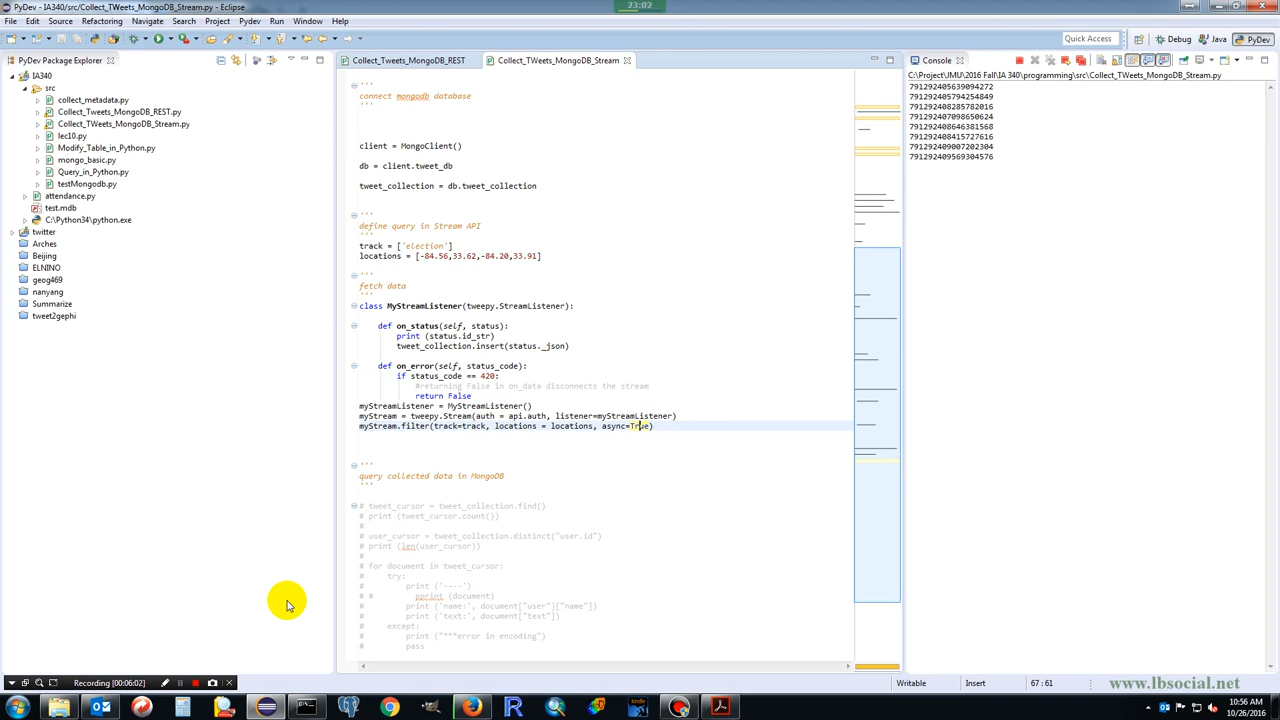 PyDev - IA340/src/Collect_TWeets_MongoDB_Stream.py - Eclipse
23:02
File Edit Source Refactoring Navigate Search Project Pydev Run Window Help
Quick Access
Debug
Java
PyDev
PyDev Package Explorer
IA340
src
collect_metadata.py
Collect_TWeets_MongoDB_REST.py
Collect_TWeets_MongoDB_Stream.py
lec10.py
Modify_Table_in_Python.py
mongo_basic.py
Query_in_Python.py
testMongodb.py
attendance.py
test.mdb
C:\Python34\python.exe
twitter
Arches
Beijing
ELNINO
geog469
nanyang
Summarize
tweet2gephi
Collect_TWeets_MongoDB_REST
Collect_TWeets_MongoDB_Stream
'''
connect mongodb database
'''
client = MongoClient()
db = client.tweet_db
tweet_collection = db.tweet_collection
'''
define query in Stream API
'''
track = ['election']
locations = [-84.56,33.62,-84.20,33.91]
'''
fetch data
'''
class MyStreamListener(tweepy.StreamListener):
def on_status(self, status):
print (status.id_str)
tweet_collection.insert(status._json)
def on_error(self, status_code):
if status_code == 420:
#returning False in on_data disconnects the stream
return False
myStreamListener = MyStreamListener()
myStream = tweepy.Stream(auth = api.auth, listener=myStreamListener)
myStream.filter(track=track, locations = locations, async=True)
'''
query collected data in MongoDB
'''
# tweet_cursor = tweet_collection.find()
# print (tweet_cursor.count())
#
# user_cursor = tweet_collection.distinct("user.id")
# print (len(user_cursor))
#
# for document in tweet_cursor:
# try:
# print ('----')
# # pprint (document)
# print ('name:', document["user"]["name"])
# print ('text:', document["text"])
# except:
# print ("***error in encoding")
# pass
Console
C:\Project\JMU\2016 Fall\IA 340\programming\src\Collect_TWeets_MongoDB_Stream.py
791292405639094272
791292405794254849
791292408285782016
791292407098650624
791292408646381568
791292408415727616
791292409007202304
791292409569304576
Recording [00:06:02]
Writable
Insert
67 : 61
www.lbsocial.net
10:56 AM
10/26/2016